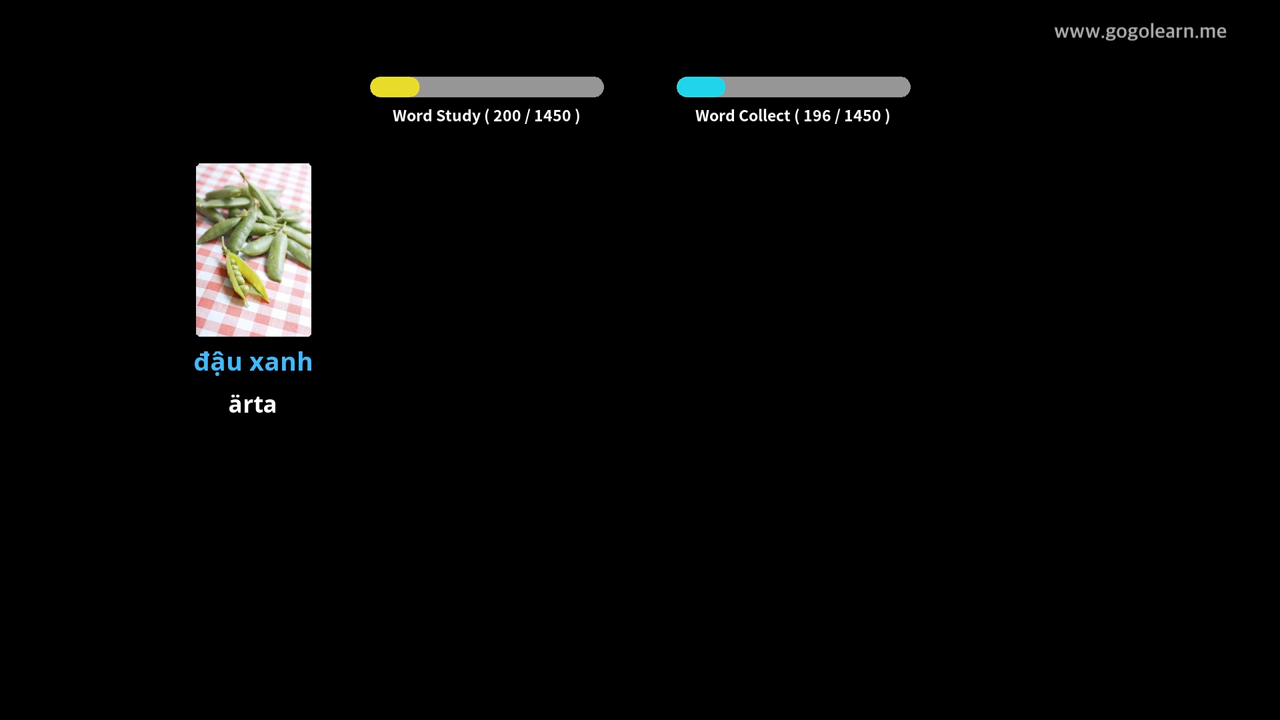 www.gogolearn.me
Word Study ( 200 / 1450 )
Word Collect ( 196 / 1450 )
đậu xanh
ärta